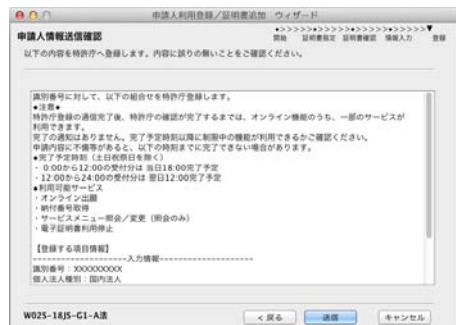 申請人利用登録／証明書追加 ウィザード
申請人情報送信確認
•>>>>>•>>>>>•>>>>>•>>>>>▼
開始 証明書指定 証明書確認 情報入力 登録
以下の内容を特許庁へ登録します。内容に誤りの無いことをご確認ください。
識別番号に対して、以下の組合せを特許庁登録します。
◆注意◆
特許庁登録の通信完了後、特許庁の確認が完了するまでは、オンライン機能のうち、一部のサービスが
利用できます。
完了の通知はありません。完了予定時刻以降に制限中の機能が利用できるかご確認ください。
申請内容に不備等があると、以下の時刻までに完了できない場合があります。
◆完了予定時刻（土日祝祭日を除く）
・ 0:00から12:00の受付分は 当日18:00完了予定
・12:00から24:00の受付分は 翌日12:00完了予定
◆利用可能サービス
・オンライン出願
・納付番号取得
・サービスメニュー照会／変更（照会のみ）
・電子証明書利用停止
【登録する項目情報】
--------------------入力情報--------------------
識別番号：XXXXXXXXX
個人法人種別：国内法人
W02S-18JS-G1-A法
< 戻る
送信
キャンセル